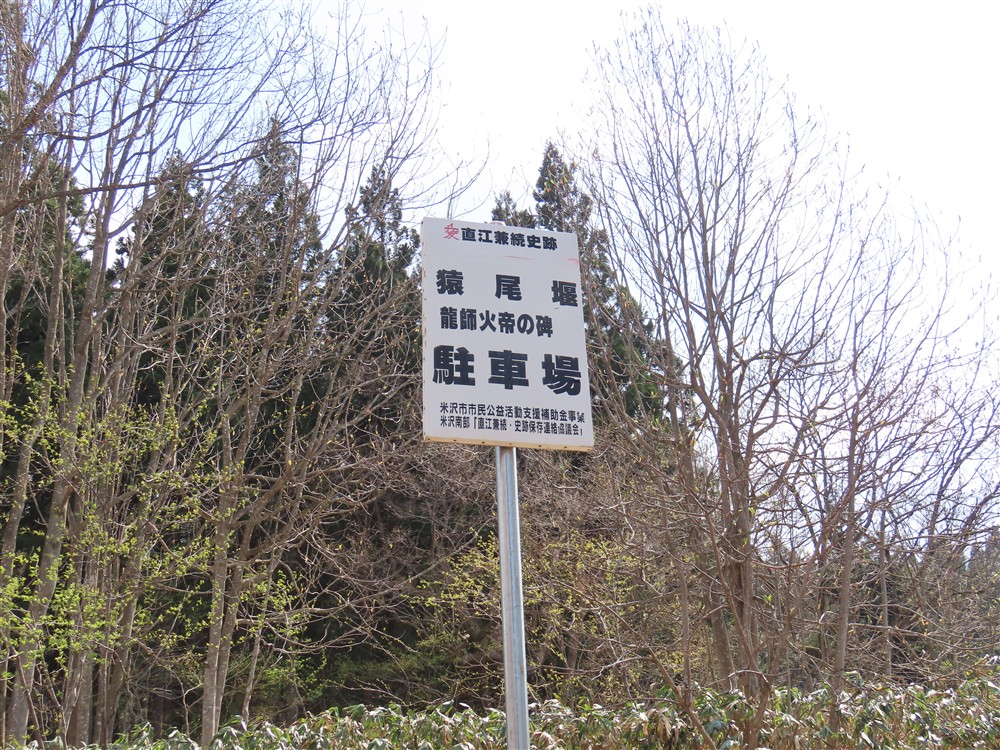 愛直江兼続史跡
猿尾堰
龍師火帝の碑
駐車場
米沢市市民公益活動支援補助金事業
米沢南部「直江兼続・史跡保存連絡協議会」